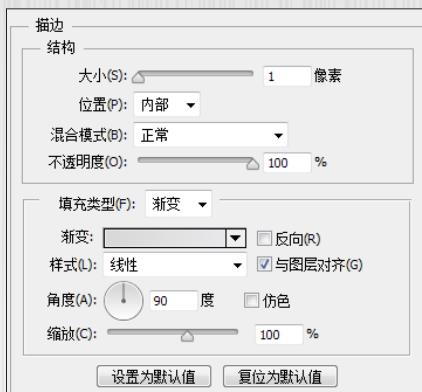 描边
结构
大小(S): 1 像素
位置(P): 内部
混合模式(B): 正常
不透明度(O): 100 %
填充类型(F): 渐变
渐变: 反向(R)
样式(L): 线性 与图层对齐(G)
角度(A): 90 度 仿色
缩放(C): 100 %
设置为默认值 复位为默认值